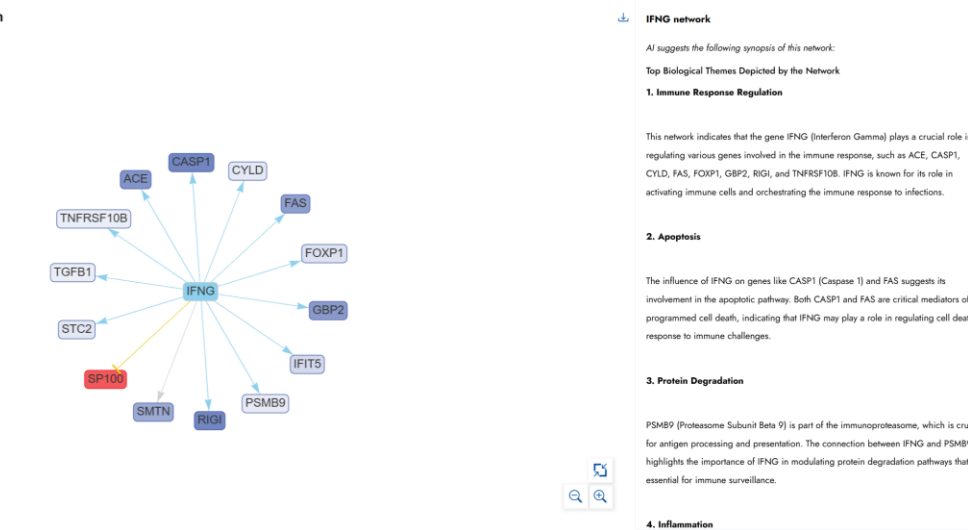 n
CASP1
CYLD
ACE
FAS
TNFRSF10B
FOXP1
TGFB1
IFNG
GBP2
STC2
IFIT5
SP100
PSMB9
SMTN
RIGI
IFNG network
AI suggests the following synopsis of this network:
Top Biological Themes Depicted by the Network
1. Immune Response Regulation
This network indicates that the gene IFNG (Interferon Gamma) plays a crucial role i
regulating various genes involved in the immune response, such as ACE, CASP1,
CYLD, FAS, FOXP1, GBP2, RIGI, and TNFRSF10B. IFNG is known for its role in
activating immune cells and orchestrating the immune response to infections.
2. Apoptosis
The influence of IFNG on genes like CASP1 (Caspase 1) and FAS suggests its
involvement in the apoptotic pathway. Both CASP1 and FAS are critical mediators of
programmed cell death, indicating that IFNG may play a role in regulating cell deat
response to immune challenges.
3. Protein Degradation
PSMB9 (Proteasome Subunit Beta 9) is part of the immunoproteasome, which is cru
for antigen processing and presentation. The connection between IFNG and PSMB9
highlights the importance of IFNG in modulating protein degradation pathways that
essential for immune surveillance.
4. Inflammation